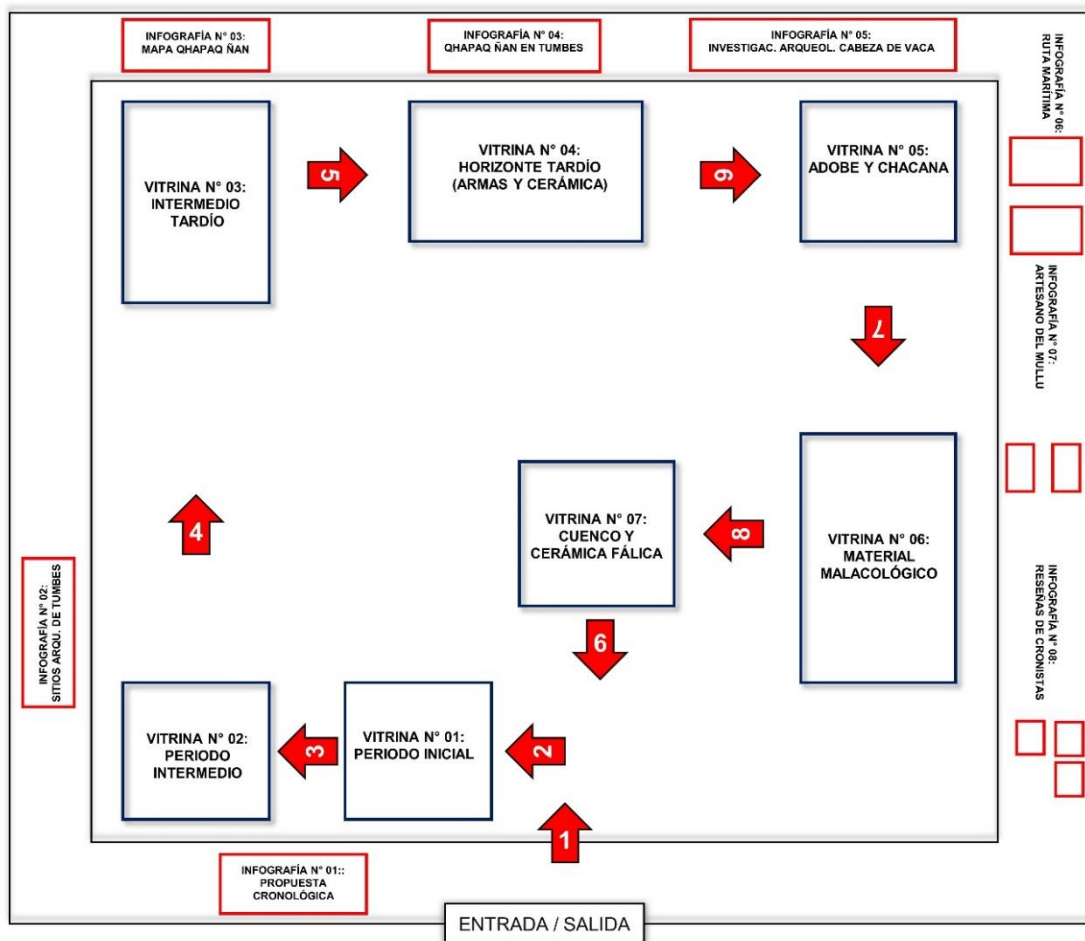 INFOGRAFÍA N° 03:
MAPA QHAPAQ ÑAN
INFOGRAFÍA N° 04:
QHAPAQ ÑAN EN TUMBES
INFOGRAFÍA N° 05:
INVESTIGAC. ARQUEOL. CABEZA DE VACA
INFOGRAFÍA N° 06:
RUTA MARÍTIMA
VITRINA N° 03:
INTERMEDIO
TARDÍO
5
VITRINA N° 04:
HORIZONTE TARDÍO
(ARMAS Y CERÁMICA)
6
VITRINA N° 05:
ADOBE Y CHACANA
INFOGRAFÍA N° 07:
ARTESANO DEL MULLU
7
4
VITRINA N° 07:
CUENCO Y
CERÁMICA FÁLICA
8
VITRINA N° 06:
MATERIAL
MALACOLÓGICO
INFOGRAFÍA N° 08:
RESEÑAS DE CRONISTAS
INFOGRAFÍA N° 02:
SITIOS ARQU. DE TUMBES
9
VITRINA N° 02:
PERIODO
INTERMEDIO
3
VITRINA N° 01:
PERIODO INICIAL
2
1
INFOGRAFÍA N° 01::
PROPUESTA
CRONOLÓGICA
ENTRADA / SALIDA